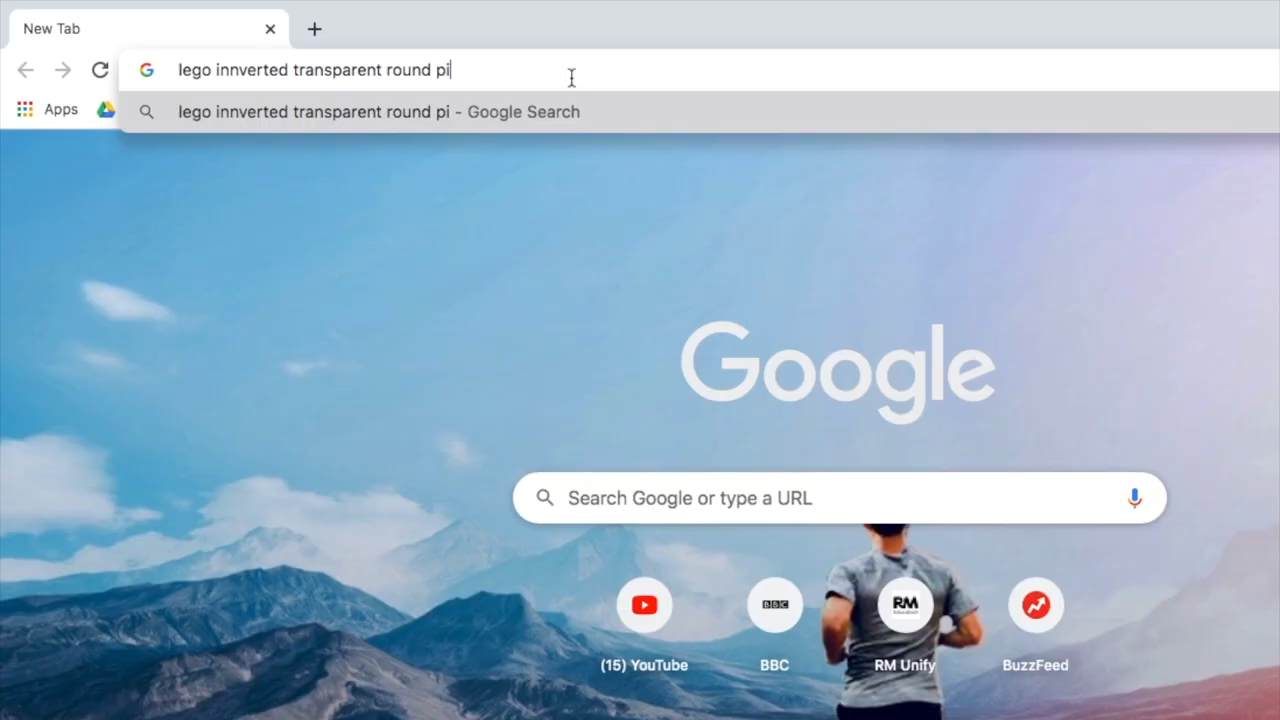 New Tab
lego innverted transparent round pi
Apps
lego innverted transparent round pi - Google Search
Google
Search Google or type a URL
BBC
RM
(15) YouTube
BBC
RM Unify
BuzzFeed